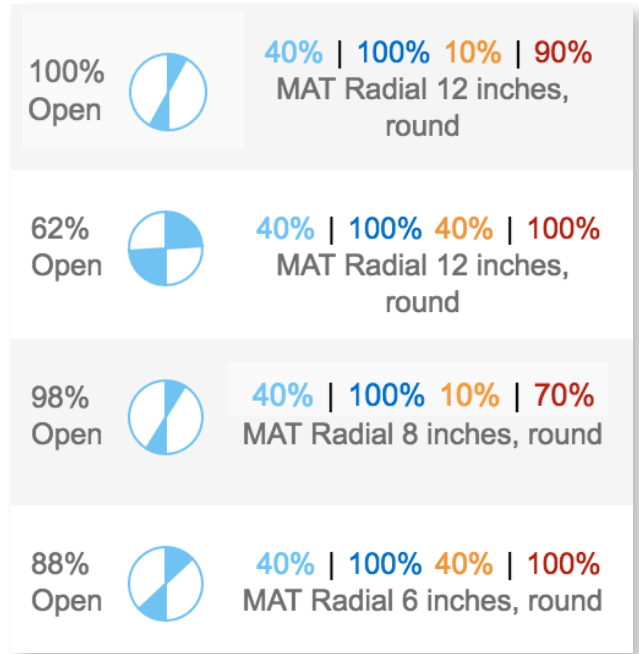 100%
Open
40% | 100% 10% | 90%
MAT Radial 12 inches,
round
62%
Open
40% | 100% 40% | 100%
MAT Radial 12 inches,
round
98%
Open
40% | 100% 10% | 70%
MAT Radial 8 inches, round
88%
Open
40% | 100% 40% | 100%
MAT Radial 6 inches, round